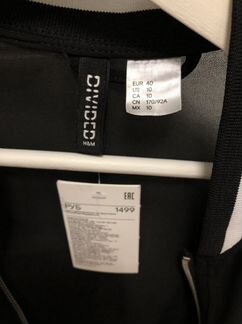 DIVIDED
H&M
EUR 40
US 10
CA 10
CN 170/92A
MX 10
EAC
РУБ 1499